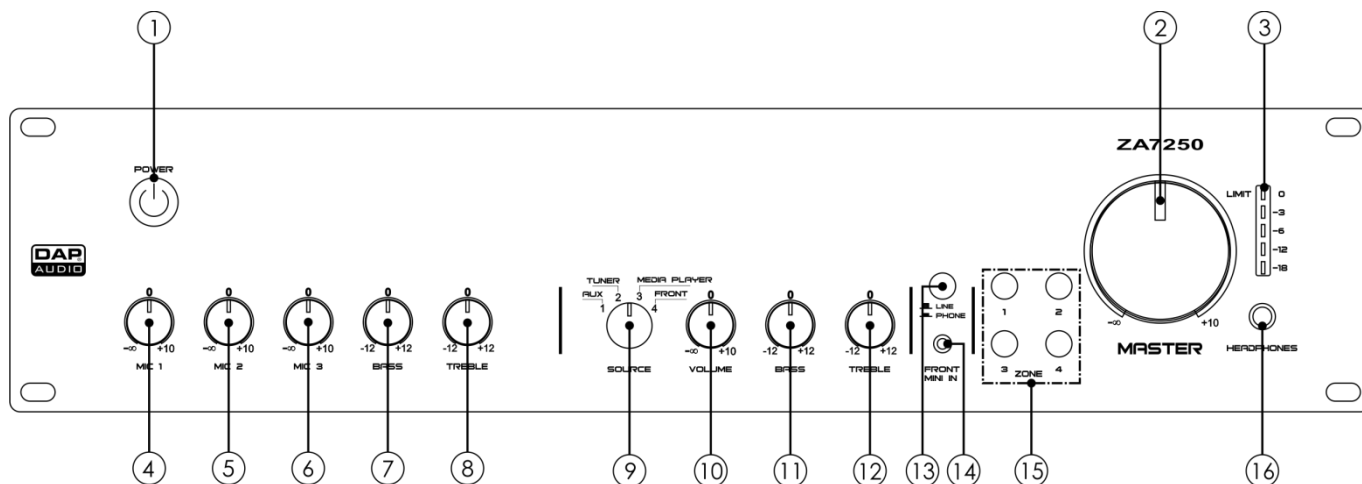 1 2 3
ZA7250
POWER
LIMIT 0
-3
-6
-12
-18
DAP®
AUDIO
0 0 0 0 0
-∞ +10 -∞ +10 -∞ +10 -12 +12 -12 +12
MIC 1 MIC 2 MIC 3 BASS TREBLE
TUNER MEDIA PLAYER
AUX 2 3 FRONT
1 4
SOURCE
0 0 0
-∞ +10 -12 +12 -12 +12
VOLUME BASS TREBLE
LINE
PHONE
FRONT
MINI IN
1 2
3 4
ZONE
-∞ +10
MASTER
HEADPHONES
4 5 6 7 8 9 10 11 12 13 14 15 16